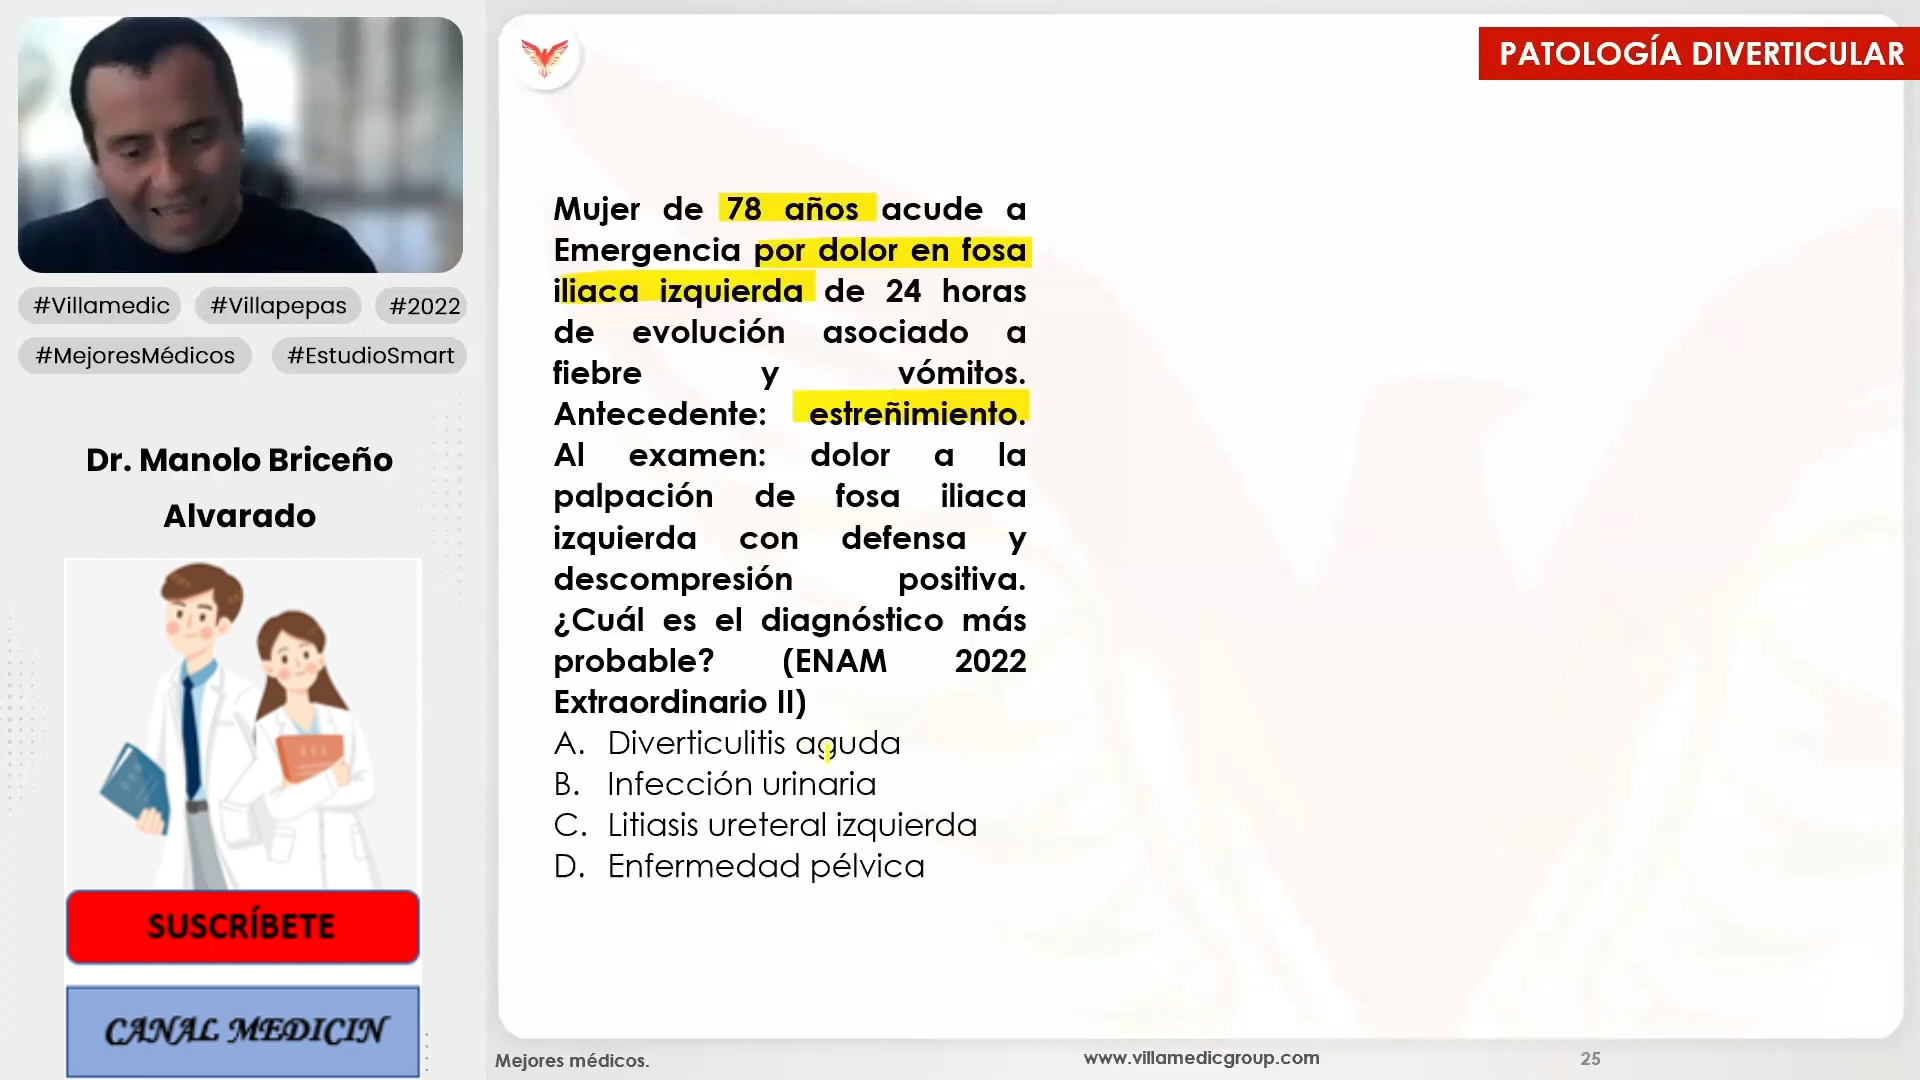 PATOLOGÍA DIVERTICULAR
#Villamedic #Villapepas #2022
#MejoresMédicos #EstudioSmart
Dr. Manolo Briceño
Alvarado
SUSCRÍBETE
CANAL MEDICIN
Mujer de 78 años acude a
Emergencia por dolor en fosa
iliaca izquierda de 24 horas
de evolución asociado a
fiebre y vómitos.
Antecedente: estreñimiento.
Al examen: dolor a la
palpación de fosa iliaca
izquierda con defensa y
descompresión positiva.
¿Cuál es el diagnóstico más
probable? (ENAM 2022
Extraordinario II)
A. Diverticulitis aguda
B. Infección urinaria
C. Litiasis ureteral izquierda
D. Enfermedad pélvica
Mejores médicos.
www.villamedicgroup.com
25